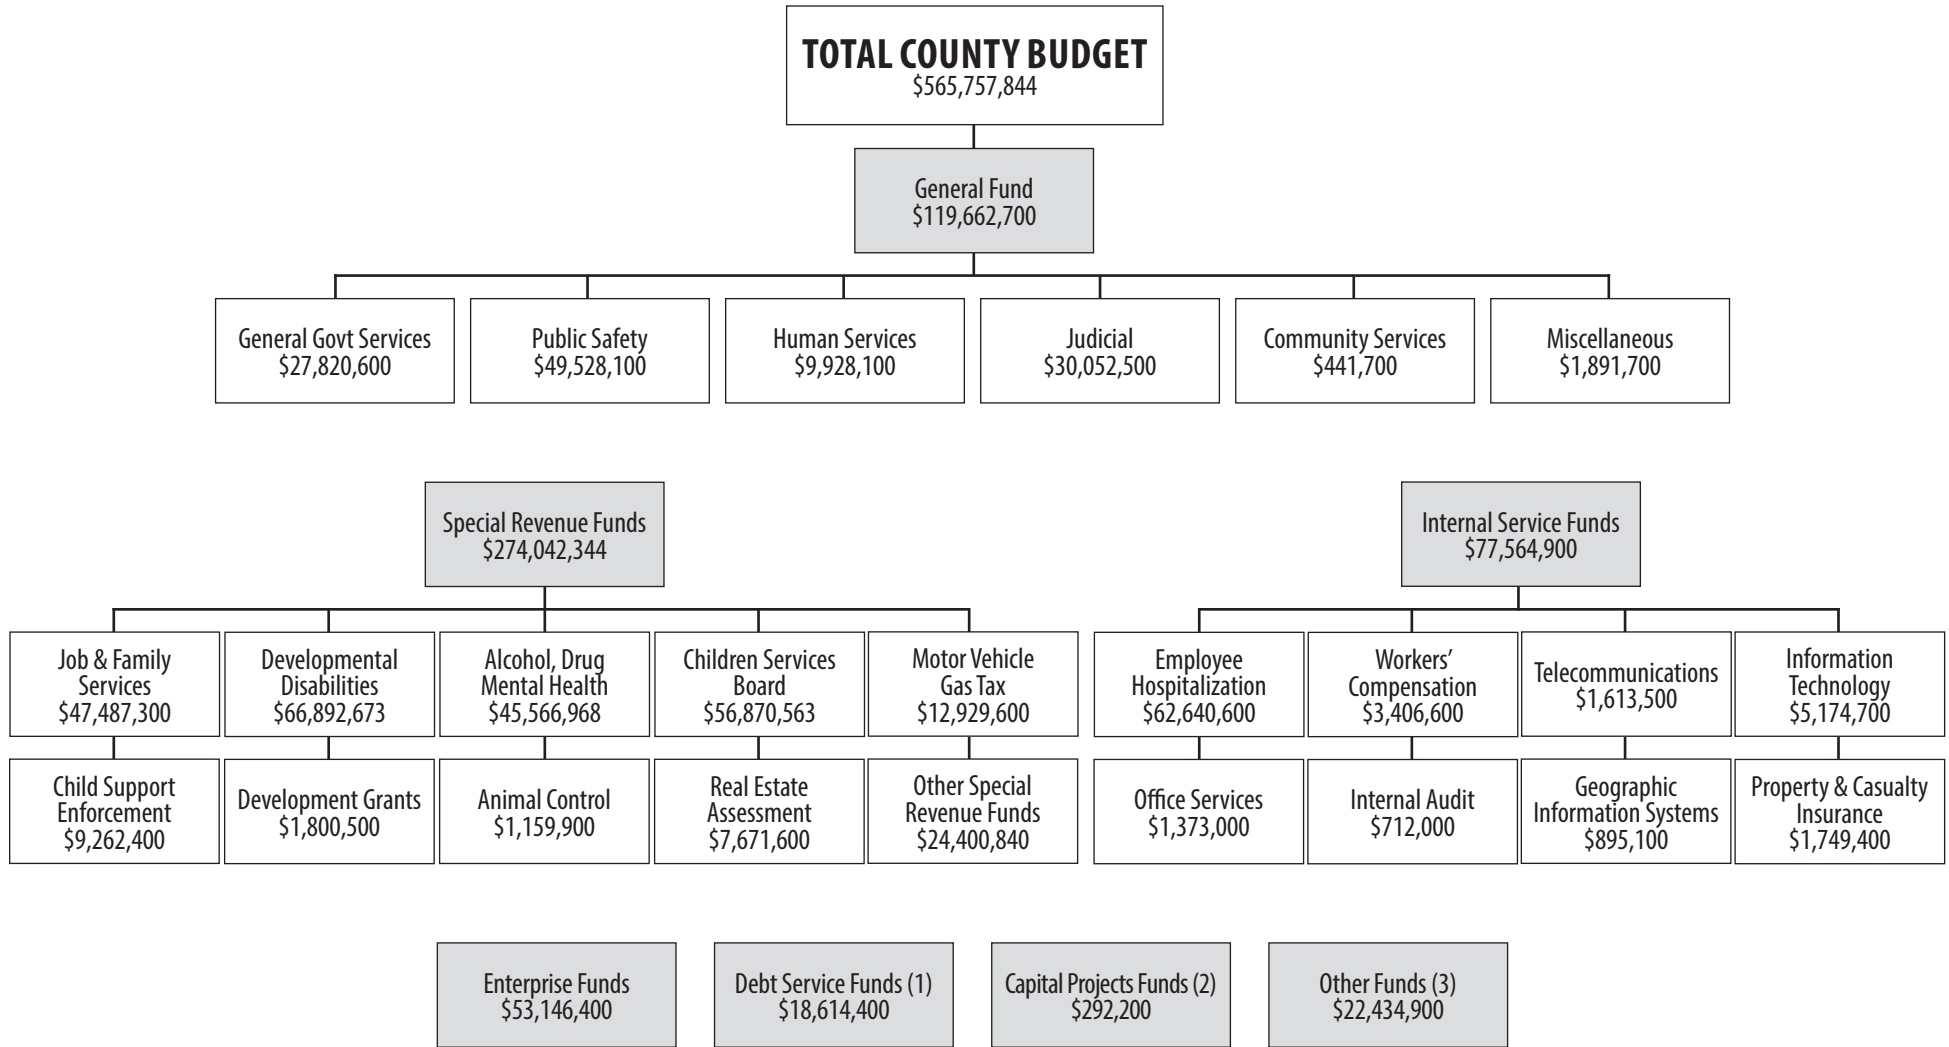 TOTAL COUNTY BUDGET
$565,757,844
General Fund
$119,662,700
General Govt Services
$27,820,600
Public Safety
$49,528,100
Human Services
$9,928,100
Judicial
$30,052,500
Community Services
$441,700
Miscellaneous
$1,891,700
Special Revenue Funds
$274,042,344
Internal Service Funds
$77,564,900
Job & Family
Services
$47,487,300
Developmental
Disabilities
$66,892,673
Alcohol, Drug
Mental Health
$45,566,968
Children Services
Board
$56,870,563
Motor Vehicle
Gas Tax
$12,929,600
Employee
Hospitalization
$62,640,600
Workers’
Compensation
$3,406,600
Telecommunications
$1,613,500
Information
Technology
$5,174,700
Child Support
Enforcement
$9,262,400
Development Grants
$1,800,500
Animal Control
$1,159,900
Real Estate
Assessment
$7,671,600
Other Special
Revenue Funds
$24,400,840
Office Services
$1,373,000
Internal Audit
$712,000
Geographic
Information Systems
$895,100
Property & Casualty
Insurance
$1,749,400
Enterprise Funds
$53,146,400
Debt Service Funds (1)
$18,614,400
Capital Projects Funds (2)
$292,200
Other Funds (3)
$22,434,900